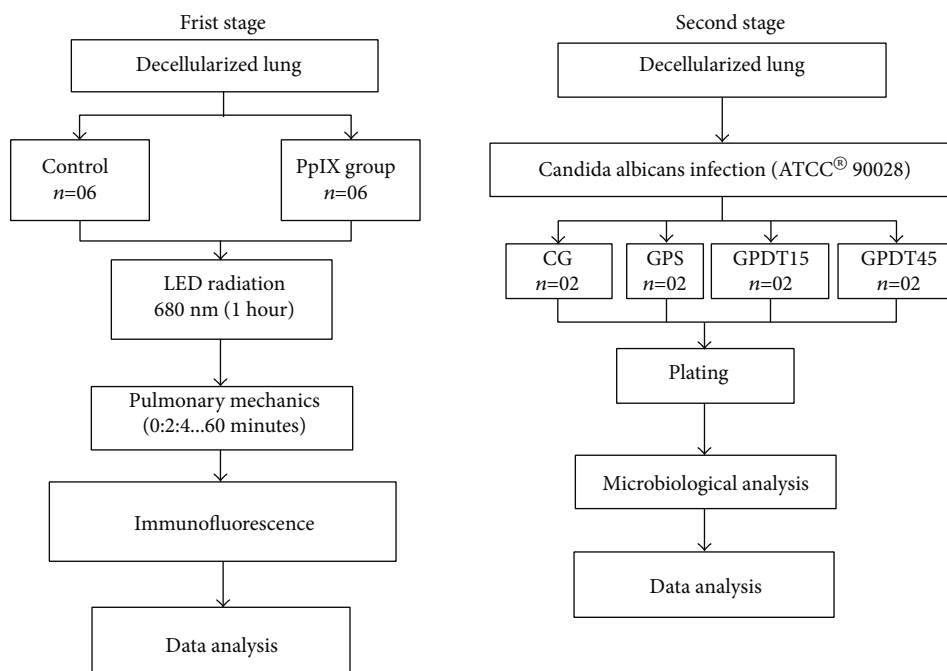 Frist stage
Decellularized lung
Control
n=06
PpIX group
n=06
LED radiation
680 nm (1 hour)
Pulmonary mechanics
(0:2:4...60 minutes)
Immunofluorescence
Data analysis
Second stage
Decellularized lung
Candida albicans infection (ATCC® 90028)
CG
n=02
GPS
n=02
GPDT15
n=02
GPDT45
n=02
Plating
Microbiological analysis
Data analysis